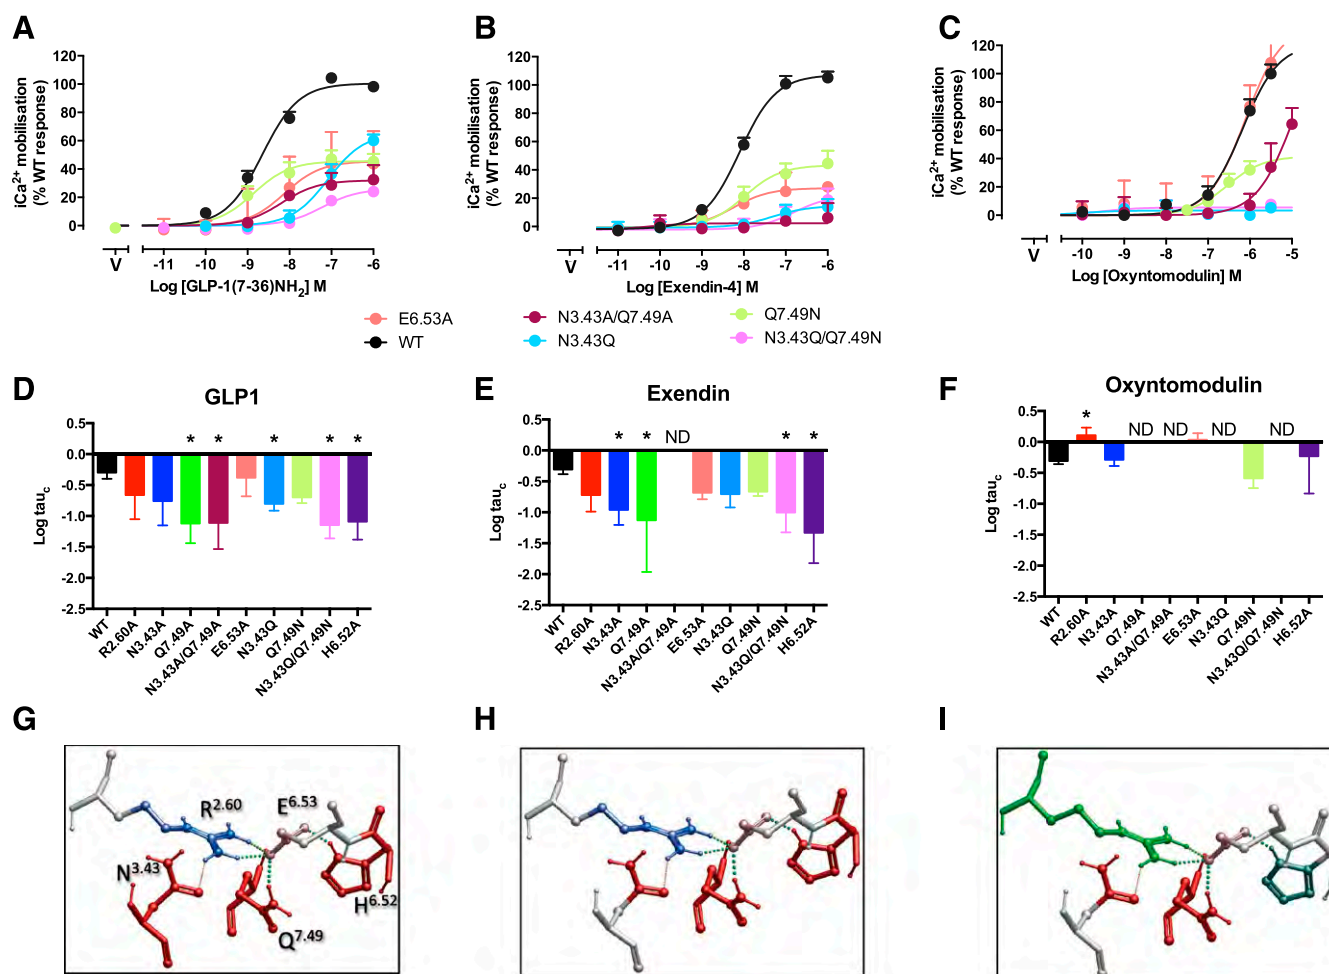 A
B
C
iCa2+ mobilisation
(% WT response)
120
100
80
60
40
20
0
V
-11
-10
-9
-8
-7
-6
Log [GLP-1(7-36)NH2] M
iCa2+ mobilisation
(% WT response)
120
100
80
60
40
20
0
V
-11
-10
-9
-8
-7
-6
Log [Exendin-4] M
iCa2+ mobilisation
(% WT response)
120
100
80
60
40
20
0
V
-10
-9
-8
-7
-6
-5
Log [Oxyntomodulin] M
E6.53A
WT
N3.43A/Q7.49A
N3.43Q
Q7.49N
N3.43Q/Q7.49N
D
GLP1
Log tauc
0.5
0.0
-0.5
-1.0
-1.5
-2.0
-2.5
* * * * *
WT
R2.60A
N3.43A
Q7.49A
N3.43A/Q7.49A
E6.53A
N3.43Q
Q7.49N
N3.43Q/Q7.49N
H6.52A
E
Exendin
Log tauc
0.5
0.0
-0.5
-1.0
-1.5
-2.0
-2.5
* * ND * *
WT
R2.60A
N3.43A
Q7.49A
N3.43A/Q7.49A
E6.53A
N3.43Q
Q7.49N
N3.43Q/Q7.49N
H6.52A
F
Oxyntomodulin
Log tauc
0.5
0.0
-0.5
-1.0
-1.5
-2.0
-2.5
* ND ND ND ND
WT
R2.60A
N3.43A
Q7.49A
N3.43A/Q7.49A
E6.53A
N3.43Q
Q7.49N
N3.43Q/Q7.49N
H6.52A
G
R2.60
E6.53
N3.43
H6.52
Q7.49
H
I